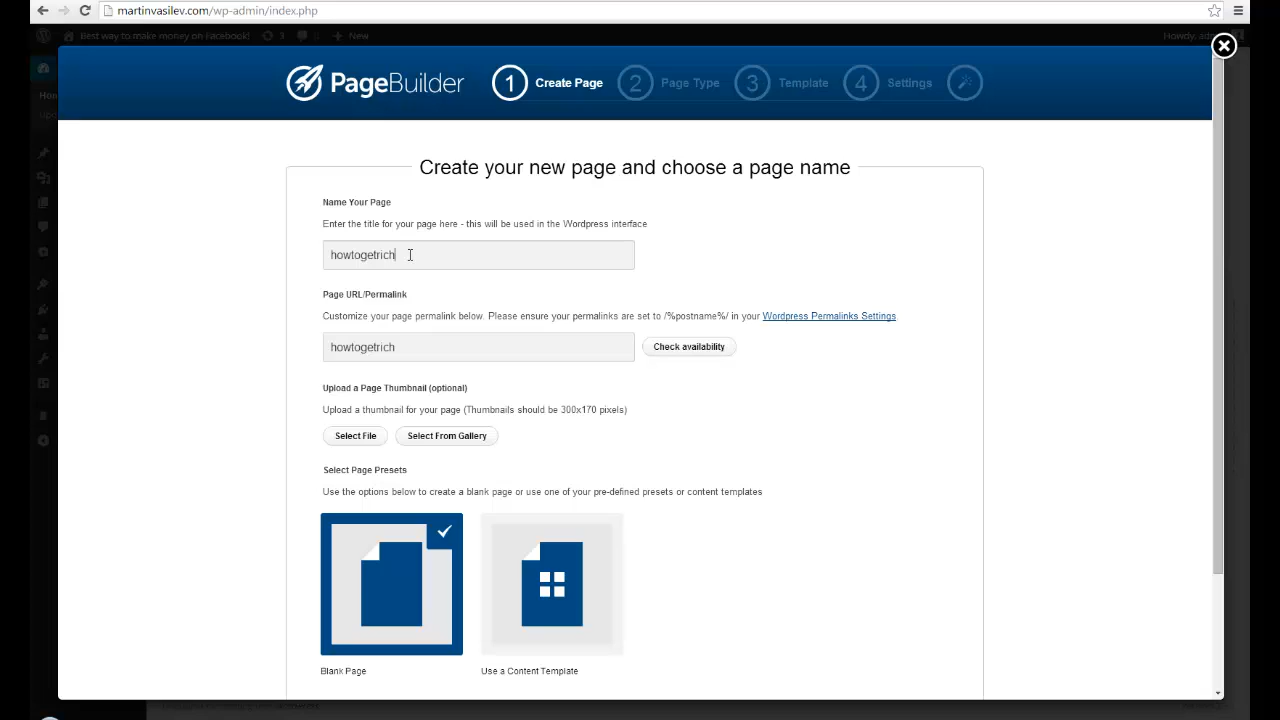 martinvasilev.com/wp-admin/index.php
Best way to make money on Facebook! 3 New
Howdy,
PageBuilder 1 Create Page 2 Page Type 3 Template 4 Settings
Create your new page and choose a page name
Name Your Page
Enter the title for your page here - this will be used in the Wordpress interface
howtogetrich
Page URL/Permalink
Customize your page permalink below. Please ensure your permalinks are set to /%postname%/ in your Wordpress Permalinks Settings.
howtogetrich
Check availability
Upload a Page Thumbnail (optional)
Upload a thumbnail for your page (Thumbnails should be 300x170 pixels)
Select File Select From Gallery
Select Page Presets
Use the options below to create a blank page or use one of your pre-defined presets or content templates
Blank Page Use a Content Template